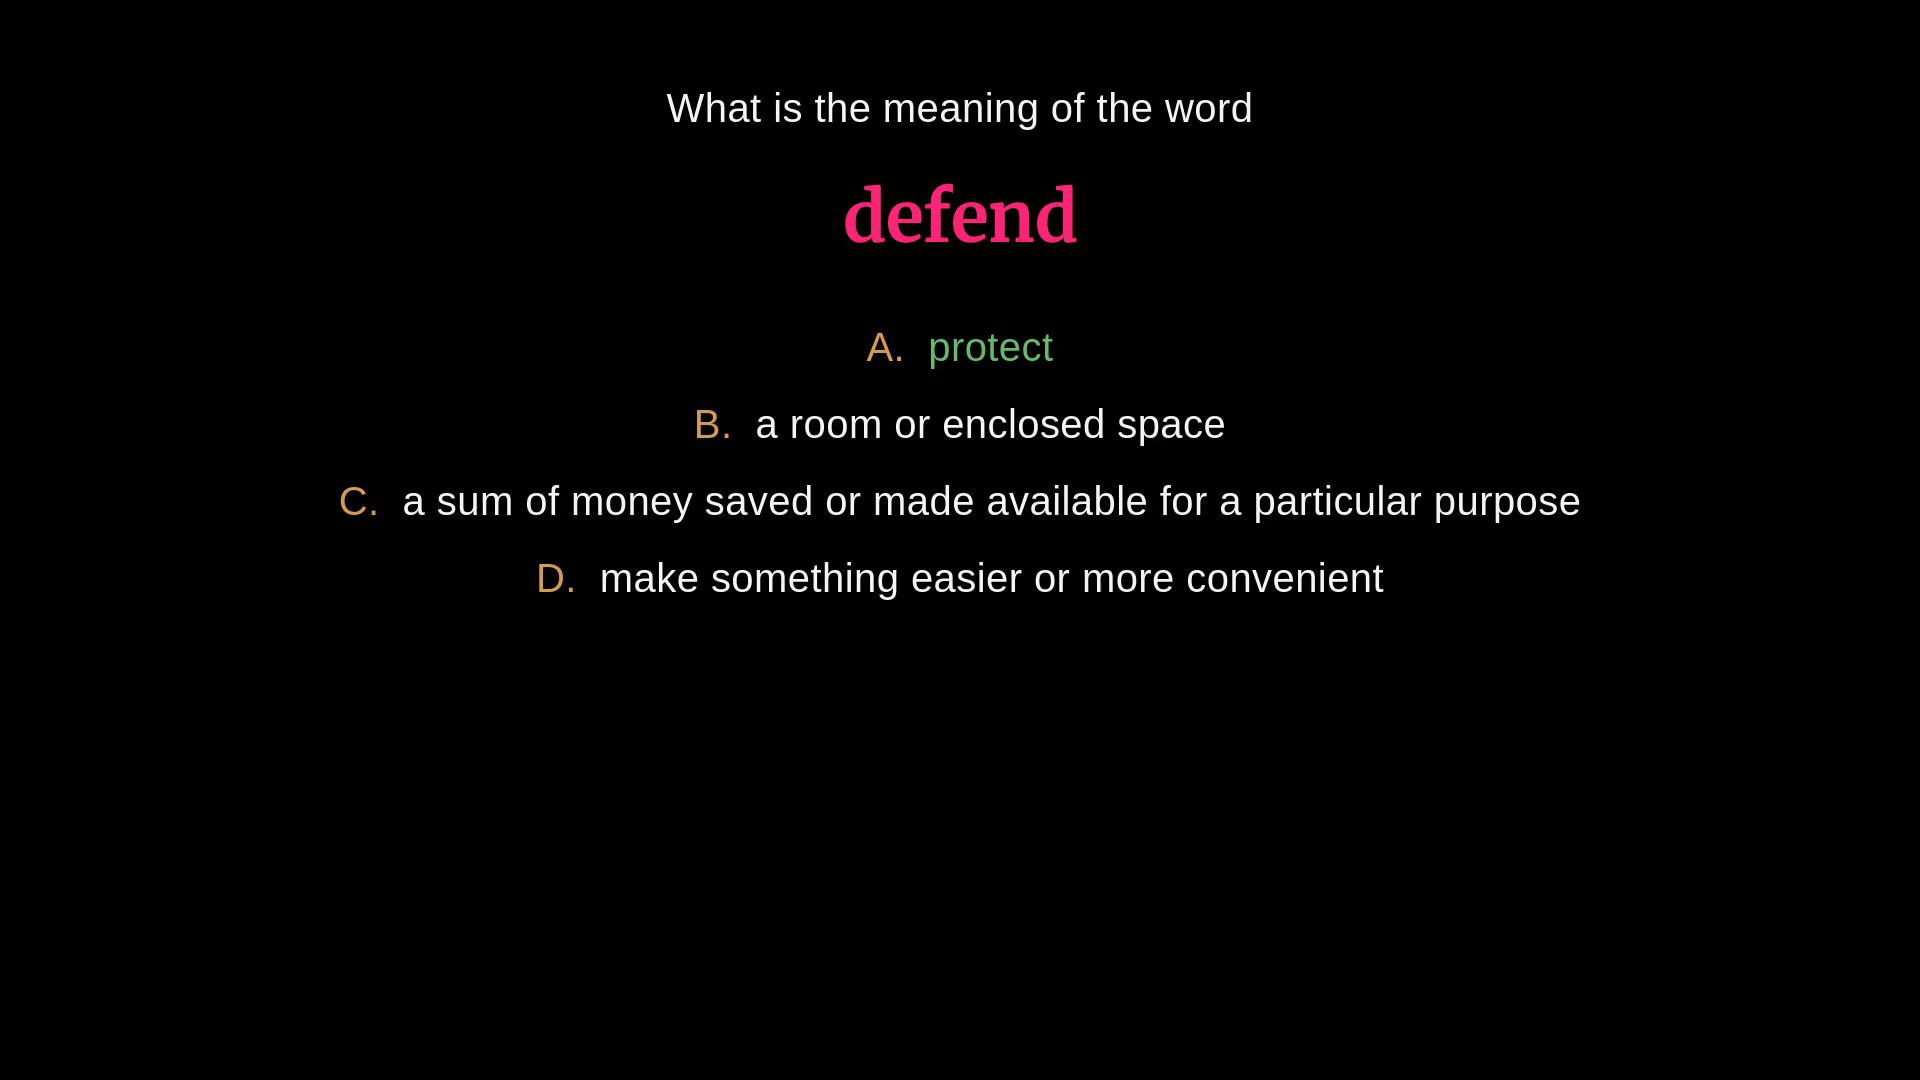 What is the meaning of the word
defend
A. protect
B. a room or enclosed space
C. a sum of money saved or made available for a particular purpose
D. make something easier or more convenient